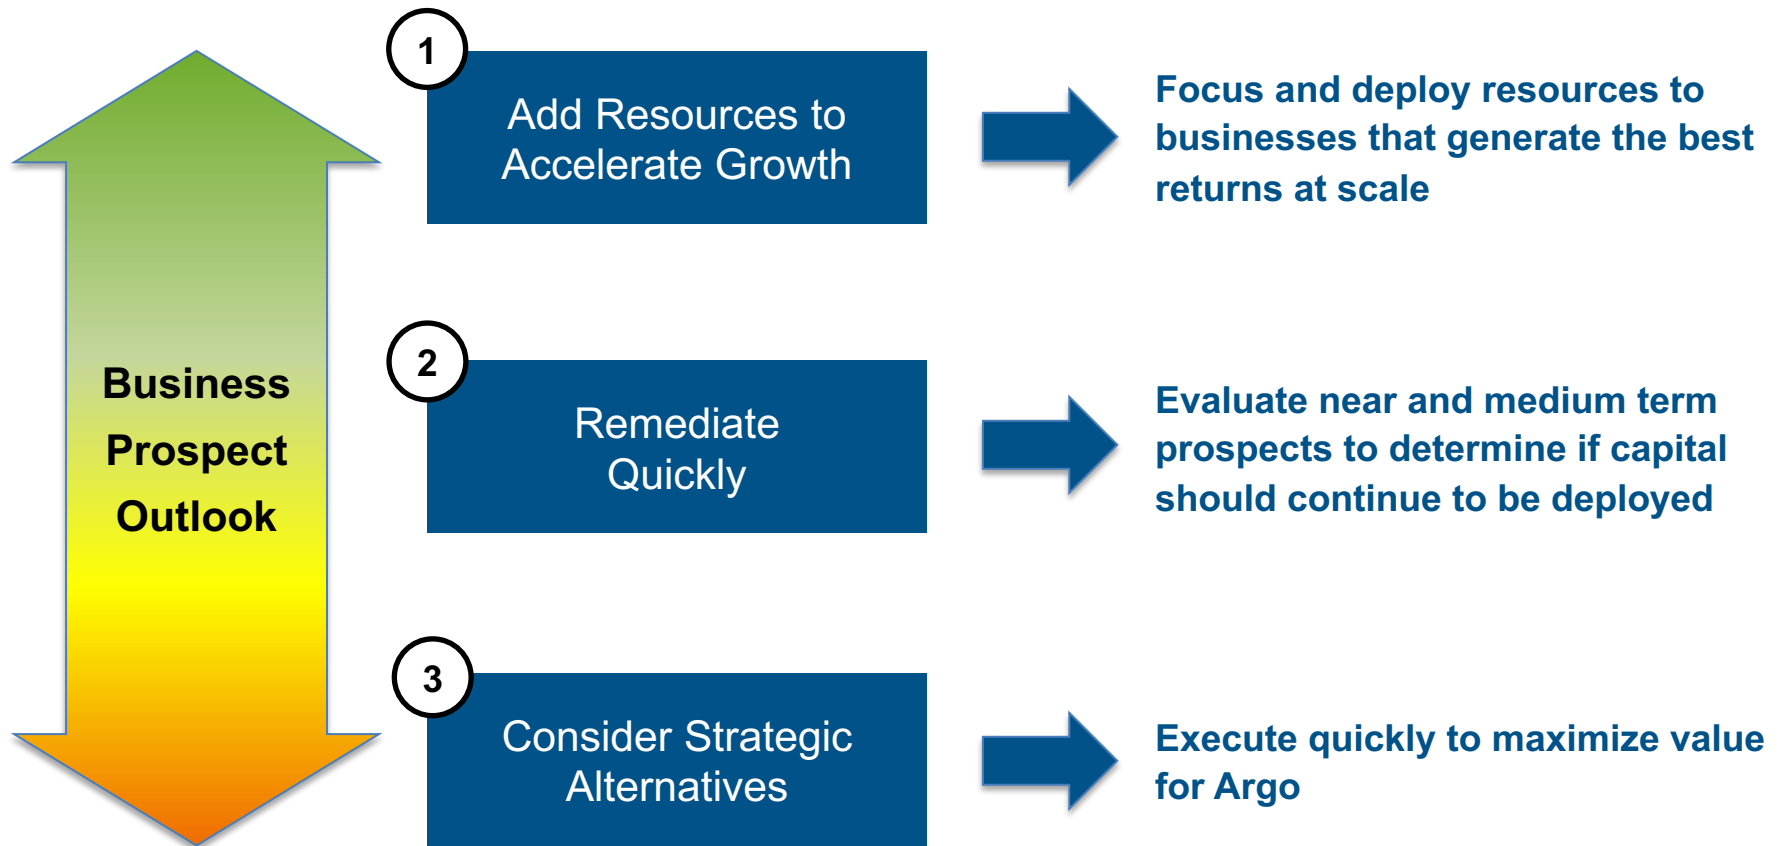 Business
Prospect
Outlook
1
Add Resources to
Accelerate Growth
Focus and deploy resources to
businesses that generate the best
returns at scale
2
Remediate
Quickly
Evaluate near and medium term
prospects to determine if capital
should continue to be deployed
3
Consider Strategic
Alternatives
Execute quickly to maximize value
for Argo